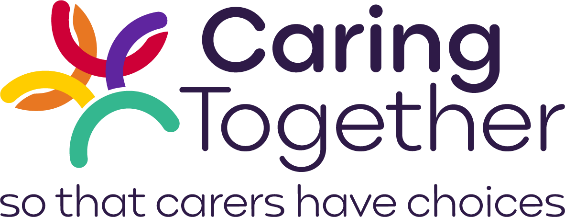 Caring
Together
so that carers have choices